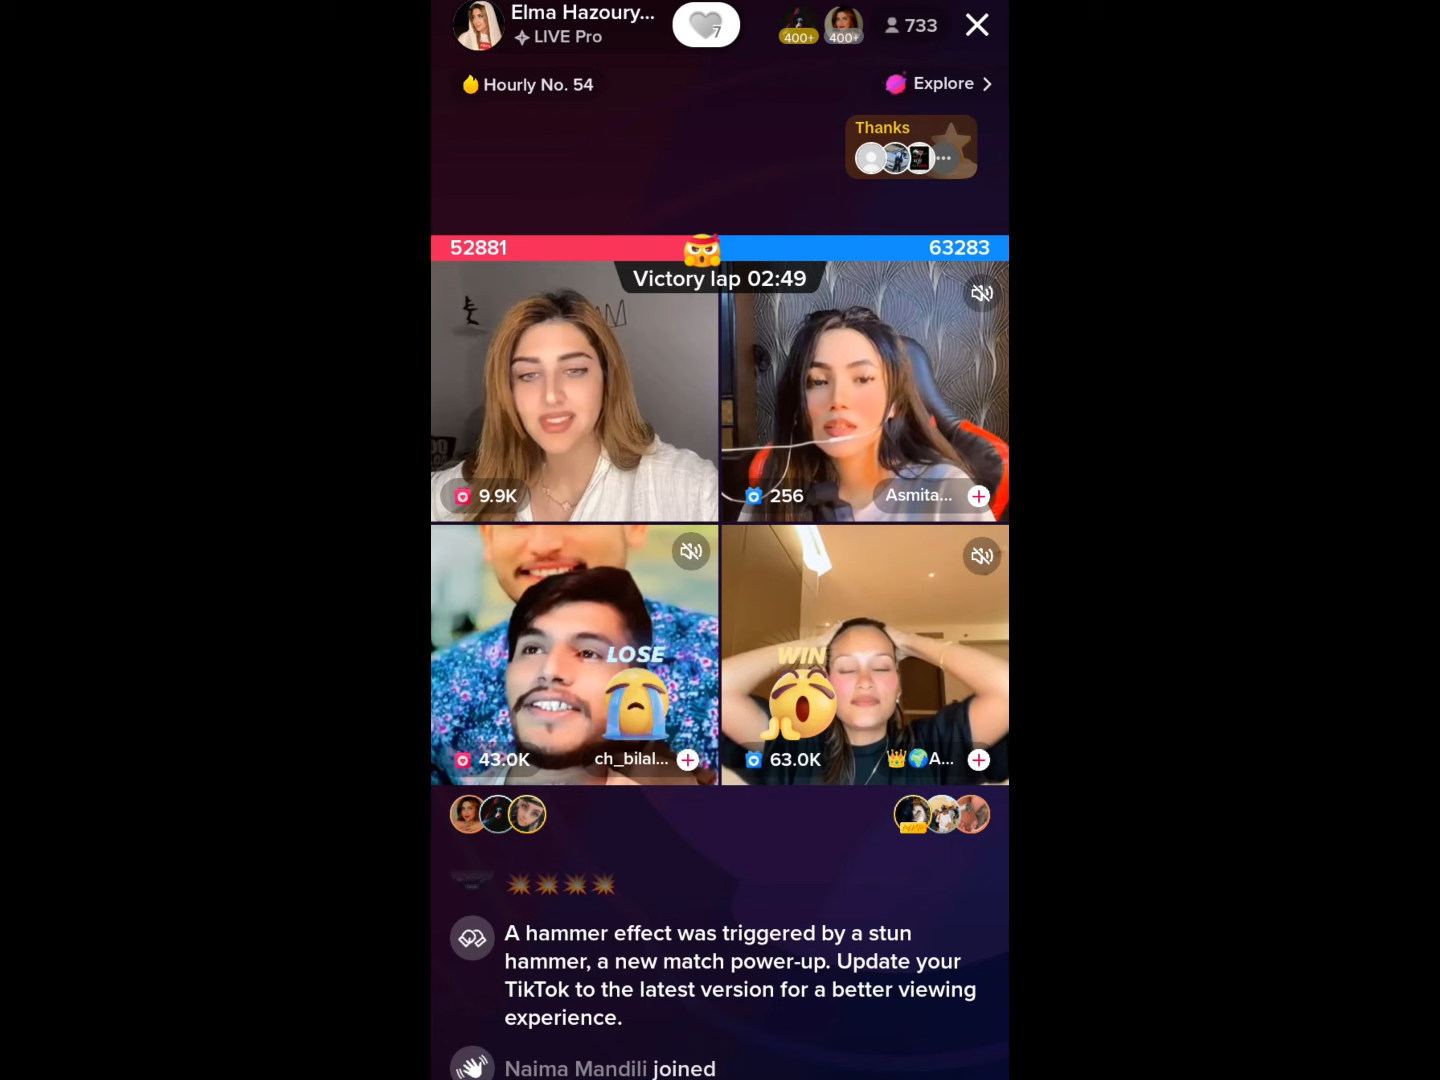 Elma Hazoury...
LIVE Pro
7
400+
400+
733
Hourly No. 54
Explore
Thanks
52881
63283
Victory lap 02:49
9.9K
256
Asmita...
LOSE
WIN
43.0K
ch_bilal...
63.0K
👑🌍A...
💥💥💥💥
A hammer effect was triggered by a stun
hammer, a new match power-up. Update your
TikTok to the latest version for a better viewing
experience.
Naima Mandili joined